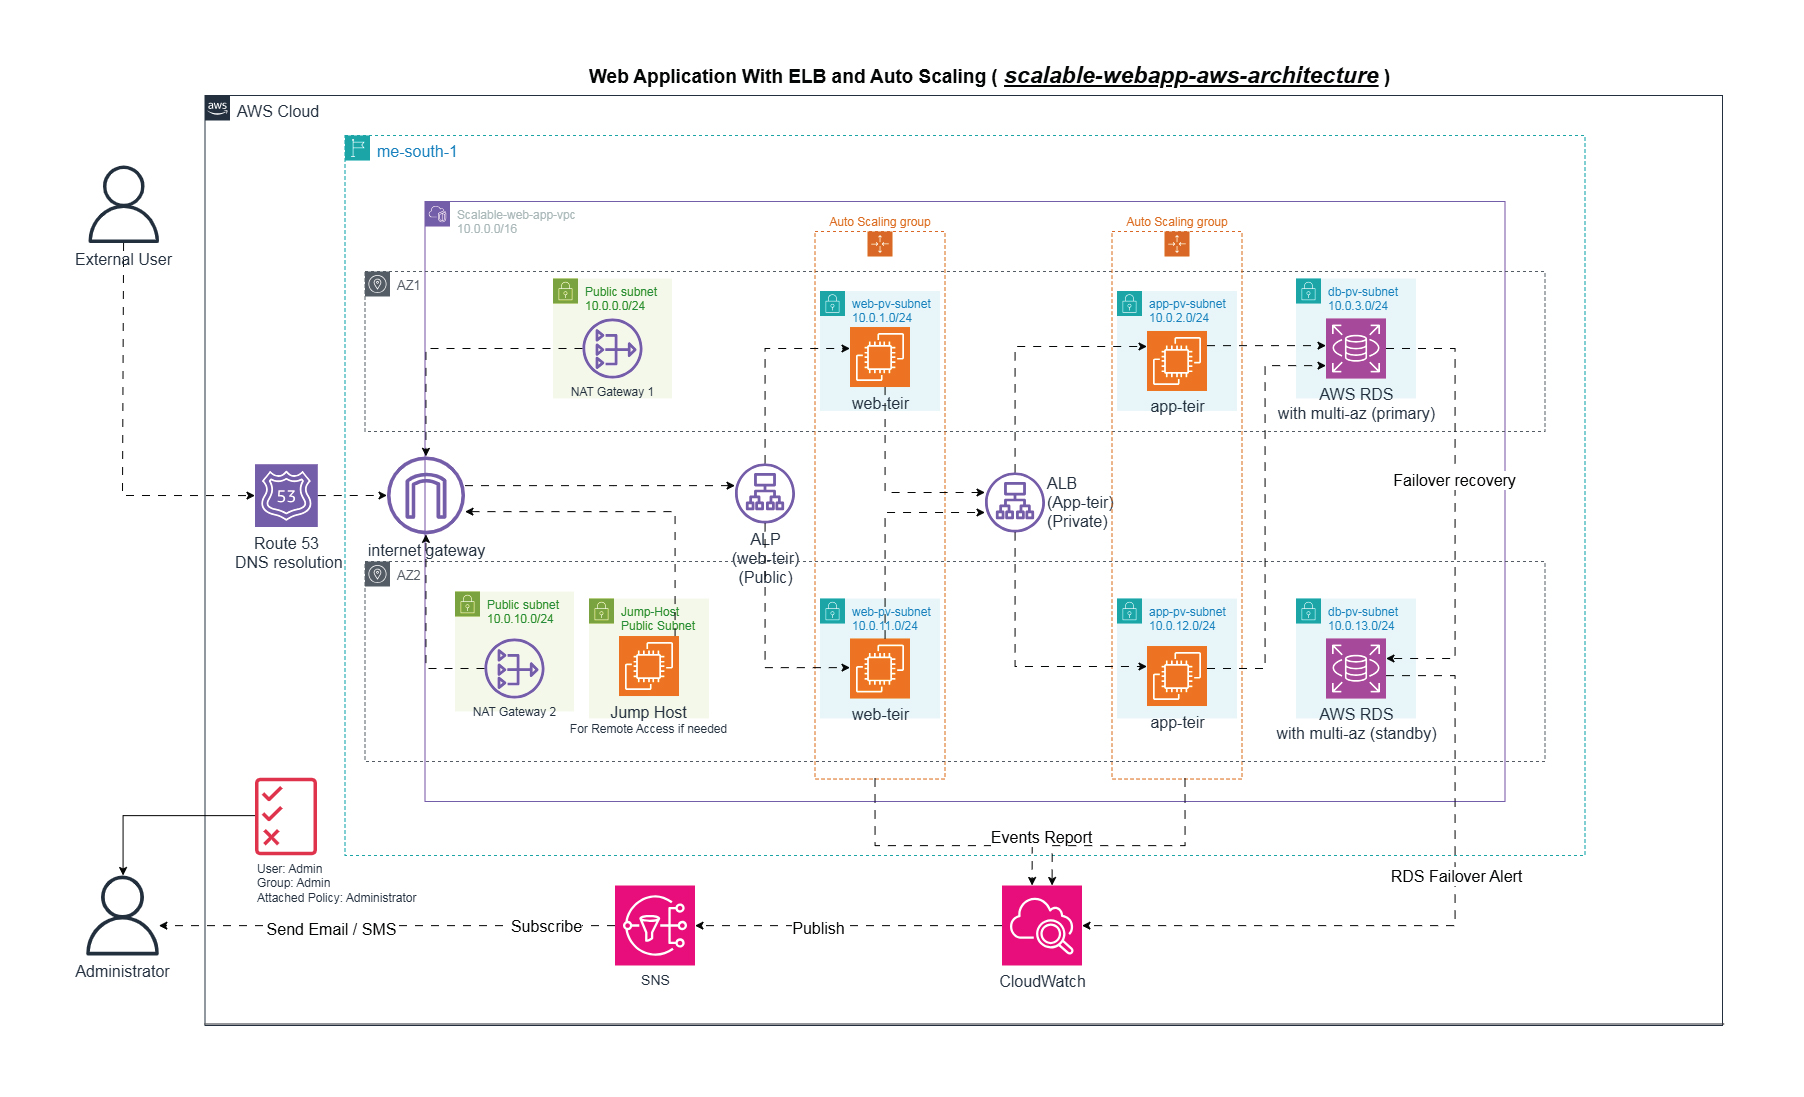 Web Application With ELB and Auto Scaling ( scalable-webapp-aws-architecture )
aws
AWS Cloud
me-south-1
External User
Scalable-web-app-vpc
10.0.0.0/16
Auto Scaling group
Auto Scaling group
AZ1
Public subnet
10.0.0.0/24
NAT Gateway 1
web-pv-subnet
10.0.1.0/24
web-teir
app-pv-subnet
10.0.2.0/24
app-teir
db-pv-subnet
10.0.3.0/24
AWS RDS
with multi-az (primary)
Failover recovery
53
Route 53
DNS resolution
internet gateway
ALP
(web-teir)
(Public)
ALB
(App-teir)
(Private)
AZ2
Public subnet
10.0.10.0/24
NAT Gateway 2
Jump-Host
Public Subnet
Jump Host
For Remote Access if needed
web-pv-subnet
10.0.11.0/24
web-teir
app-pv-subnet
10.0.12.0/24
app-teir
db-pv-subnet
10.0.13.0/24
AWS RDS
with multi-az (standby)
Events Report
RDS Failover Alert
User: Admin
Group: Admin
Attached Policy: Administrator
Administrator
Send Email / SMS
Subscribe
SNS
Publish
CloudWatch